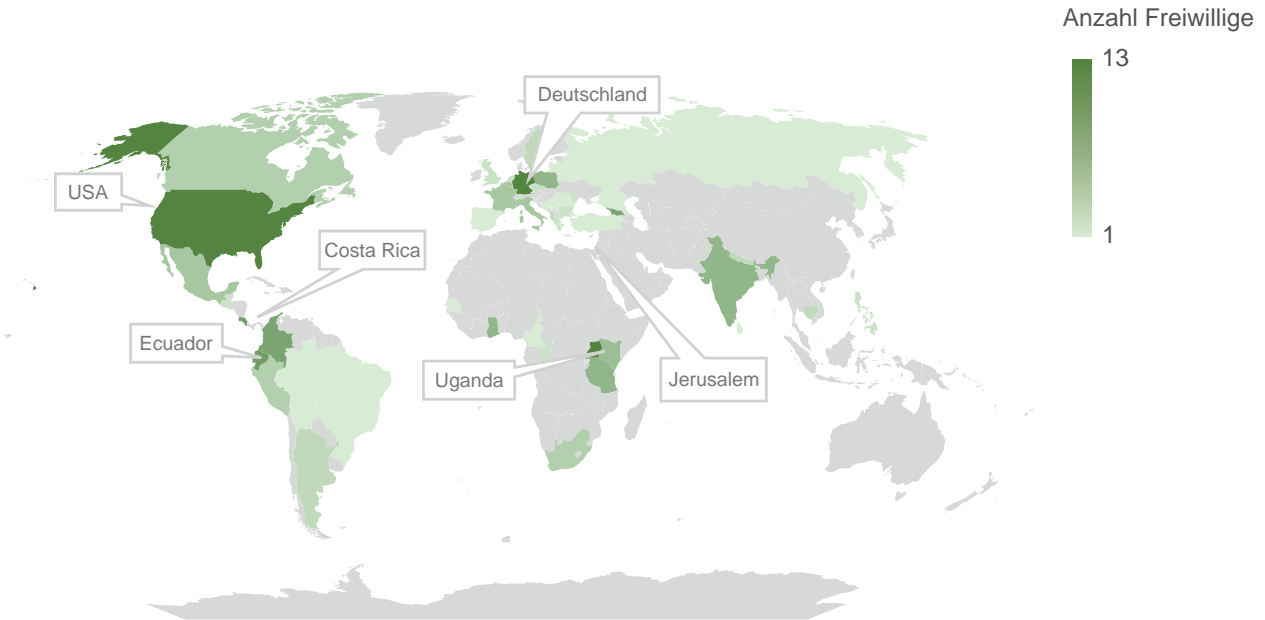 Anzahl Freiwillige
13
1
Deutschland
USA
Costa Rica
Ecuador
Uganda
Jerusalem